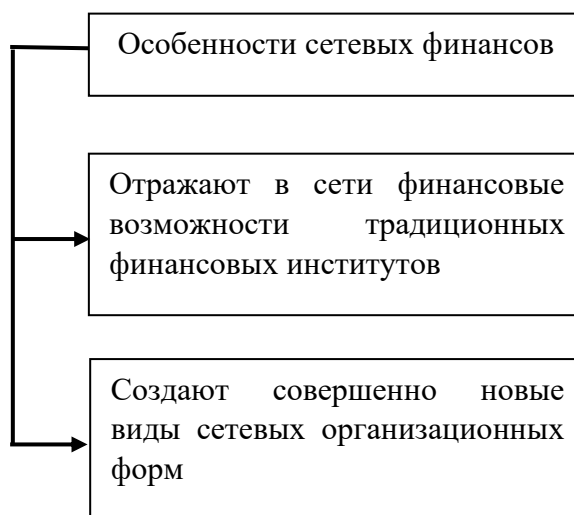 Особенности сетевых финансов
Отражают в сети финансовые
возможности традиционных
финансовых институтов
Создают совершенно новые
виды сетевых организационных
форм